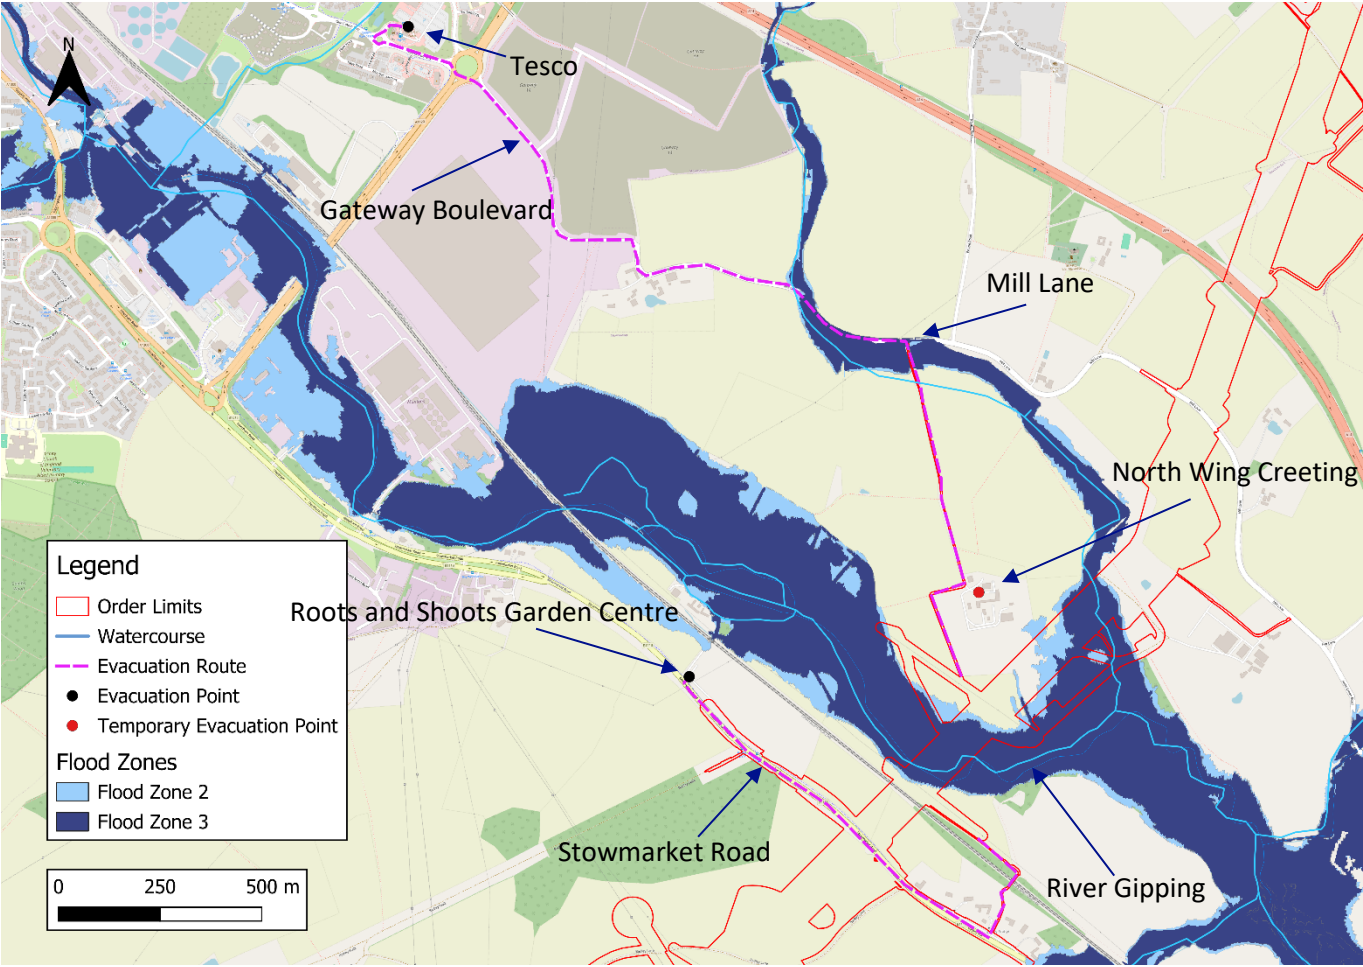 N
Tesco
Gateway Boulevard
Mill Lane
North Wing Creeting
Legend
Order Limits
Watercourse
Evacuation Route
Evacuation Point
Temporary Evacuation Point
Flood Zones
Flood Zone 2
Flood Zone 3
Roots and Shoots Garden Centre
Stowmarket Road
River Gipping
0 250 500 m